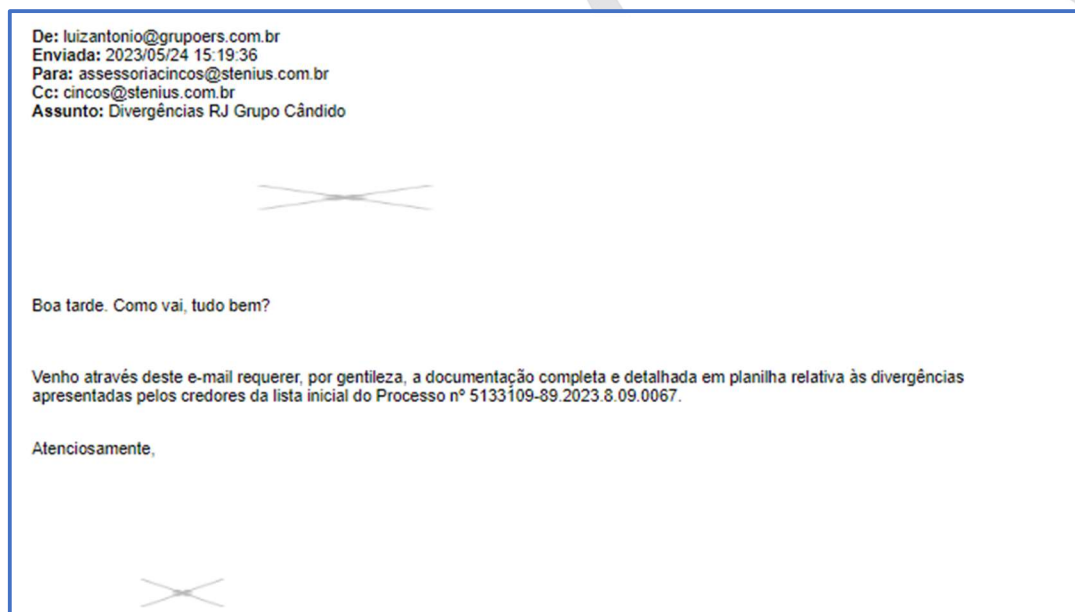 De: luizantonio@grupoers.com.br
Enviada: 2023/05/24 15:19:36
Para: assessoriacincos@stenius.com.br
Cc: cincos@stenius.com.br
Assunto: Divergências RJ Grupo Cândido
Boa tarde. Como vai, tudo bem?
Venho através deste e-mail requerer, por gentileza, a documentação completa e detalhada em planilha relativa às divergências
apresentadas pelos credores da lista inicial do Processo nº 5133109-89.2023.8.09.0067.
Atenciosamente,